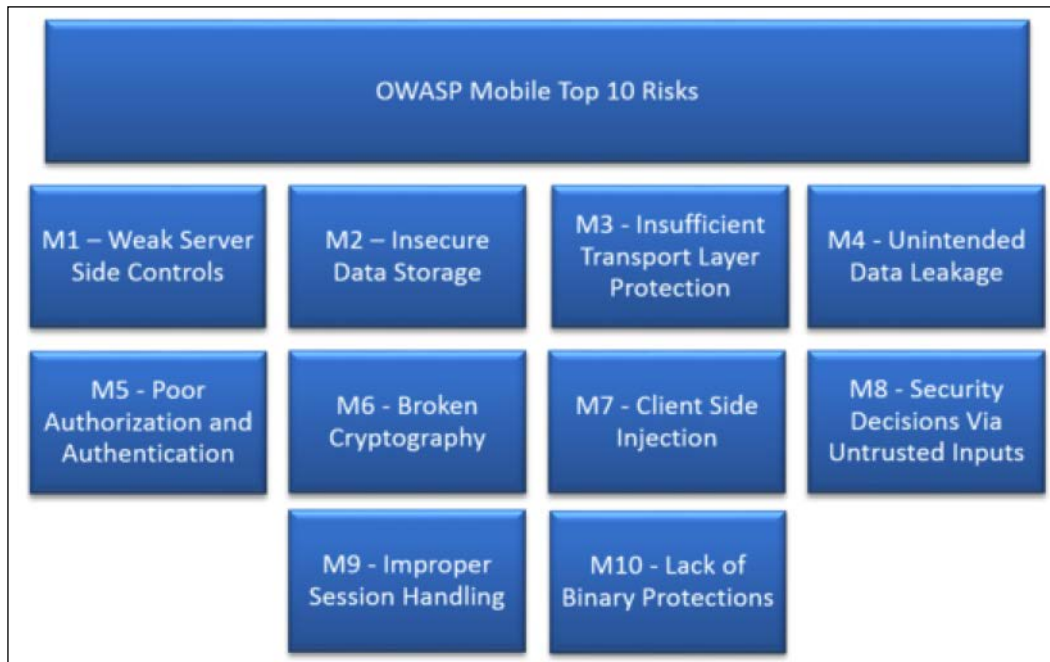 OWASP Mobile Top 10 Risks
M1 – Weak Server
Side Controls
M2 – Insecure
Data Storage
M3 - Insufficient
Transport Layer
Protection
M4 - Unintended
Data Leakage
M5 - Poor
Authorization and
Authentication
M6 - Broken
Cryptography
M7 - Client Side
Injection
M8 - Security
Decisions Via
Untrusted Inputs
M9 - Improper
Session Handling
M10 - Lack of
Binary Protections